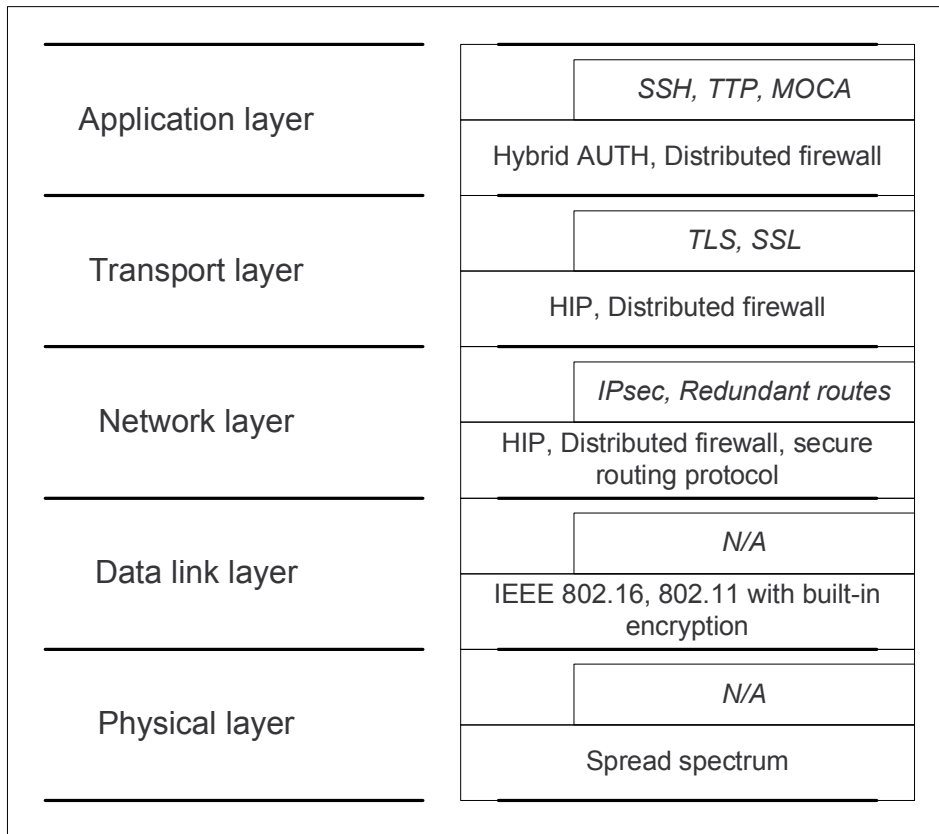 Application layer
SSH, TTP, MOCA
Hybrid AUTH, Distributed firewall
Transport layer
TLS, SSL
HIP, Distributed firewall
Network layer
IPsec, Redundant routes
HIP, Distributed firewall, secure
routing protocol
Data link layer
N/A
IEEE 802.16, 802.11 with built-in
encryption
Physical layer
N/A
Spread spectrum